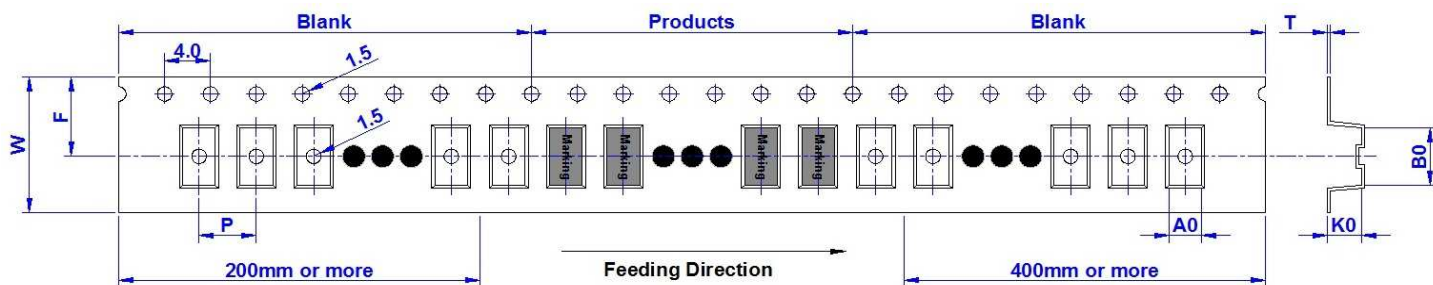 Blank Products Blank T
4.0 1.5
F
W
1.5
Marking Marking Marking Marking
B0
P A0 K0
200mm or more Feeding Direction 400mm or more